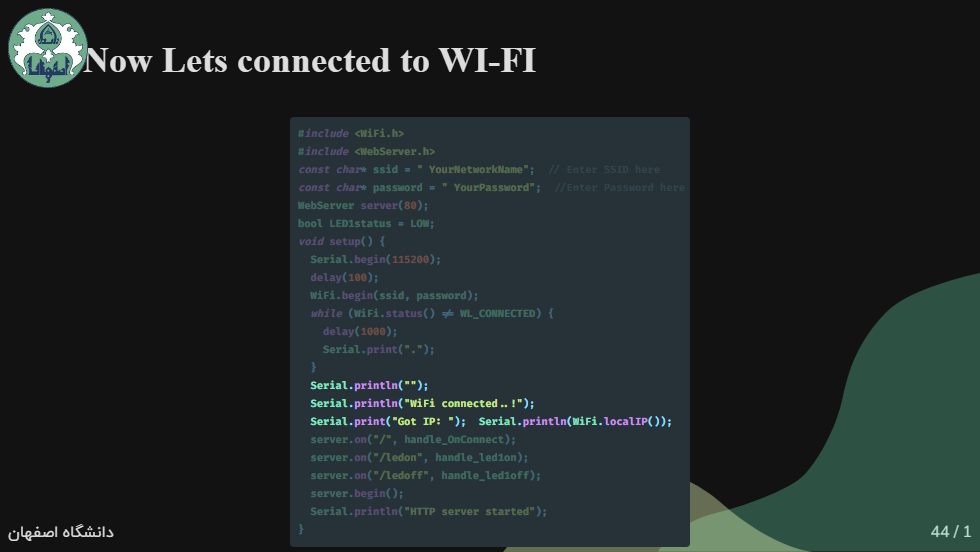 Now Lets connected to WI-FI
#include <WiFi.h>
#include <WebServer.h>
const char* ssid = " YourNetworkName";  // Enter SSID here
const char* password = " YourPassword";  //Enter Password here
WebServer server(80);
bool LED1status = LOW;
void setup() {
  Serial.begin(115200);
  delay(100);
  WiFi.begin(ssid, password);
  while (WiFi.status() != WL_CONNECTED) {
    delay(1000);
    Serial.print(".");
  }
  Serial.println("");
  Serial.println("WiFi connected..!");
  Serial.print("Got IP: ");  Serial.println(WiFi.localIP());
  server.on("/", handle_OnConnect);
  server.on("/ledon", handle_led1on);
  server.on("/ledoff", handle_led1off);
  server.begin();
  Serial.println("HTTP server started");
}
دانشگاه اصفهان
44 / 1